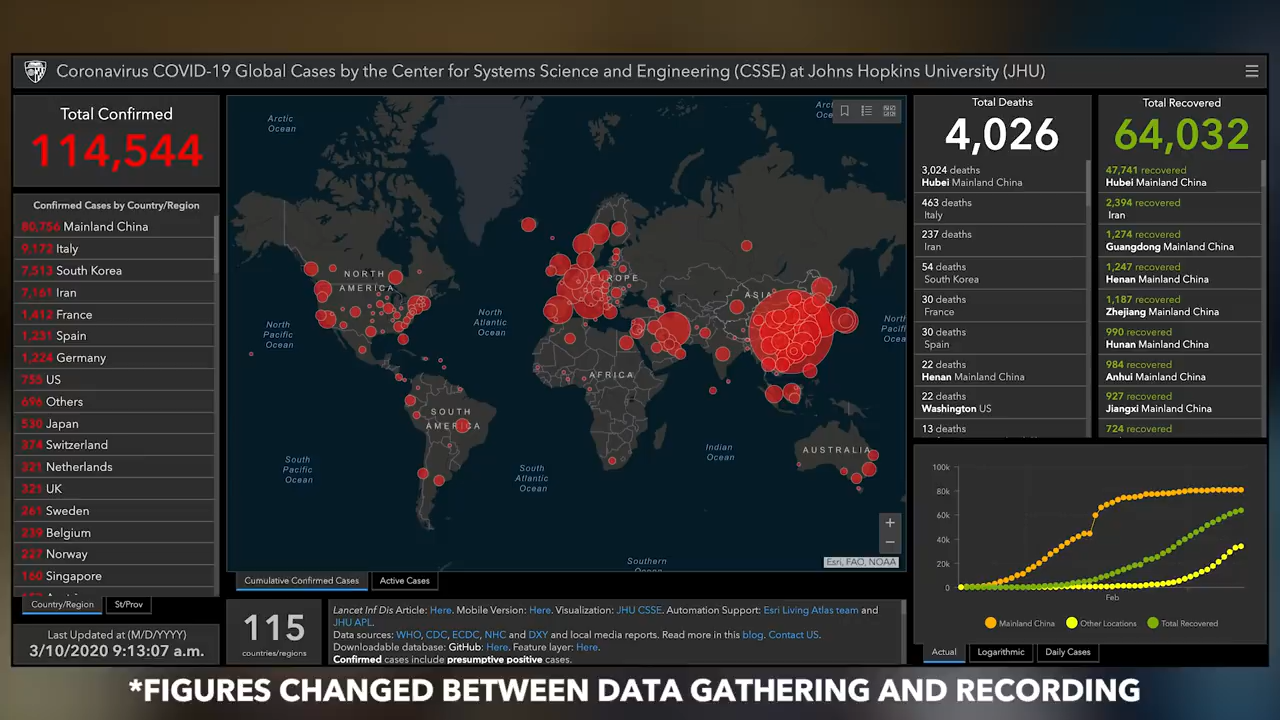 Coronavirus COVID-19 Global Cases by the Center for Systems Science and Engineering (CSSE) at Johns Hopkins University (JHU)
Total Confirmed
114,544
Confirmed Cases by Country/Region
80,756 Mainland China
9,172 Italy
7,513 South Korea
7,161 Iran
1,412 France
1,231 Spain
1,224 Germany
755 US
696 Others
530 Japan
374 Switzerland
321 Netherlands
321 UK
261 Sweden
239 Belgium
227 Norway
160 Singapore
Country/Region
St/Prov
Last Updated at (M/D/YYYY)
3/10/2020 9:13:07 a.m.
Arctic
Ocean
NORTH
AMERICA
North
Pacific
Ocean
North
Atlantic
Ocean
EUROPE
ASIA
AFRICA
SOUTH
AMERICA
South
Pacific
Ocean
South
Atlantic
Ocean
Indian
Ocean
AUSTRALIA
Southern
Esri, FAO, NOAA
Cumulative Confirmed Cases
Active Cases
115
countries/regions
Lancet Inf Dis Article: Here. Mobile Version: Here. Visualization: JHU CSSE. Automation Support: Esri Living Atlas team and
JHU APL.
Data sources: WHO, CDC, ECDC, NHC and DXY and local media reports. Read more in this blog. Contact US.
Downloadable database: GitHub: Here. Feature layer: Here.
Confirmed cases include presumptive positive cases.
Total Deaths
4,026
3,024 deaths
Hubei Mainland China
463 deaths
Italy
237 deaths
Iran
54 deaths
South Korea
30 deaths
France
30 deaths
Spain
22 deaths
Henan Mainland China
22 deaths
Washington US
13 deaths
Total Recovered
64,032
47,741 recovered
Hubei Mainland China
2,394 recovered
Iran
1,274 recovered
Guangdong Mainland China
1,247 recovered
Henan Mainland China
1,187 recovered
Zhejiang Mainland China
990 recovered
Hunan Mainland China
984 recovered
Anhui Mainland China
927 recovered
Jiangxi Mainland China
724 recovered
100k
80k
60k
40k
20k
0
Feb
Mainland China
Other Locations
Total Recovered
Actual
Logarithmic
Daily Cases
*FIGURES CHANGED BETWEEN DATA GATHERING AND RECORDING